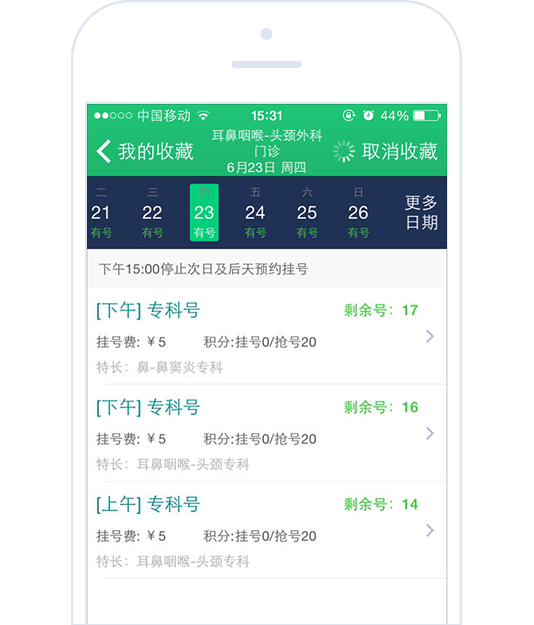 中国移动 15:31 44%
耳鼻咽喉-头颈外科
我的收藏 门诊 取消收藏
6月23日 周四
二 三 四 五 六 日
21 22 23 24 25 26 更多
有号 有号 有号 有号 有号 有号 日期
下午15:00停止次日及后天预约挂号
[下午] 专科号 剩余号：17
挂号费: ￥5 积分:挂号0/抢号20
特长：鼻-鼻窦炎专科
[下午] 专科号 剩余号：16
挂号费: ￥5 积分:挂号0/抢号20
特长：耳鼻咽喉-头颈专科
[上午] 专科号 剩余号：14
挂号费: ￥5 积分:挂号0/抢号20
特长：耳鼻咽喉-头颈专科